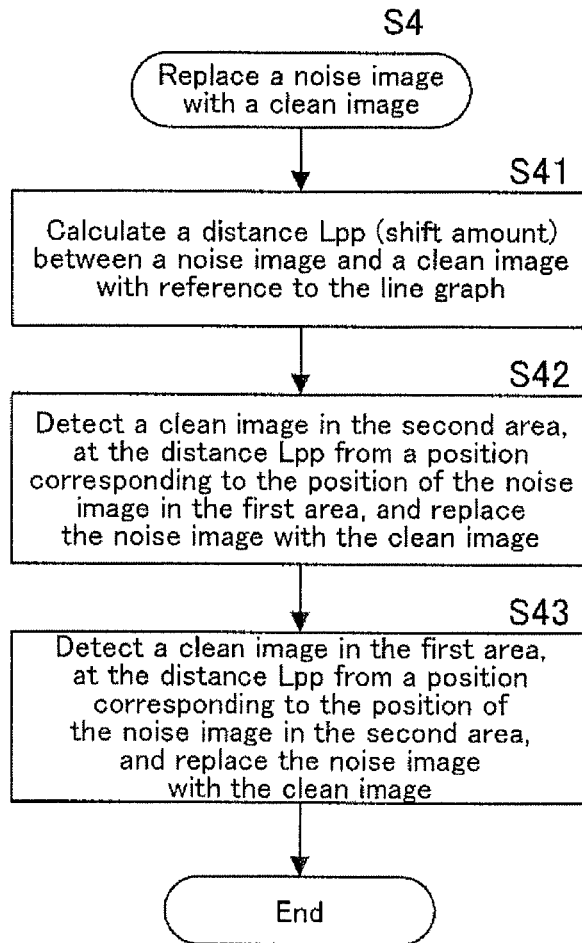 S4
Replace a noise image
with a clean image
S41
Calculate a distance Lpp (shift amount)
between a noise image and a clean image
with reference to the line graph
S42
Detect a clean image in the second area,
at the distance Lpp from a position
corresponding to the position of the noise
image in the first area, and replace
the noise image with the clean image
S43
Detect a clean image in the first area,
at the distance Lpp from a position
corresponding to the position of
the noise image in the second area,
and replace the noise image
with the clean image
End